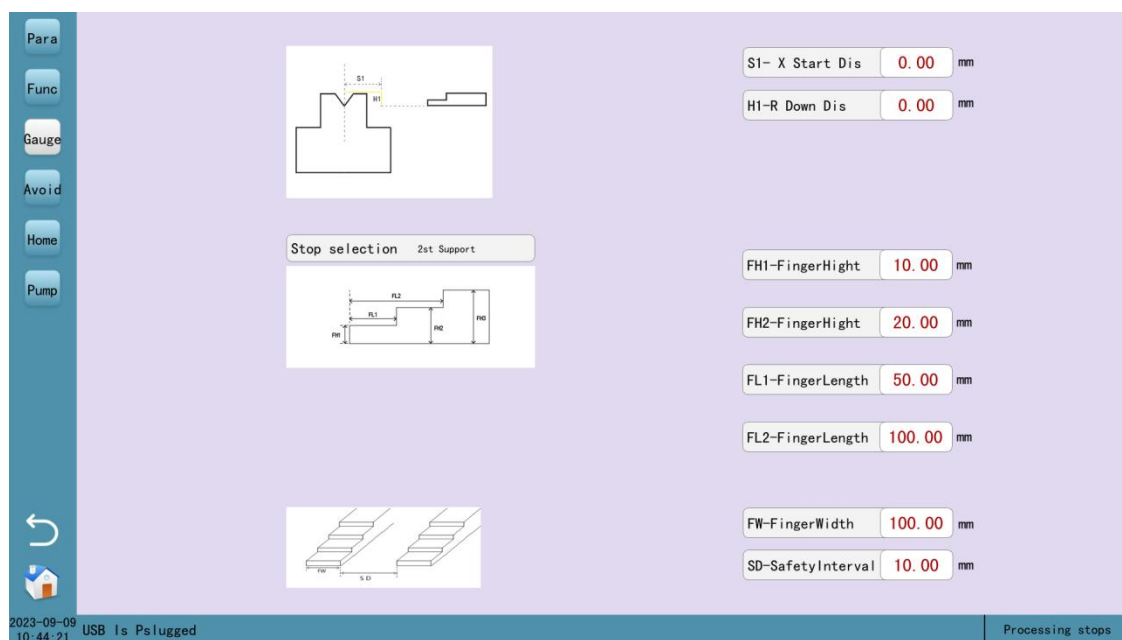 Para
Func
Gauge
Avoid
Home
Pump
S1
H1
S1- X Start Dis 0.00 mm
H1-R Down Dis 0.00 mm
Stop selection 2st Support
FL2
FL1
FH1
FH2
FH3
FH1-FingerHight 10.00 mm
FH2-FingerHight 20.00 mm
FL1-FingerLength 50.00 mm
FL2-FingerLength 100.00 mm
FW
SD
FW-FingerWidth 100.00 mm
SD-SafetyInterval 10.00 mm
2023-09-09
10:44:21
USB Is Pslugged
Processing stops